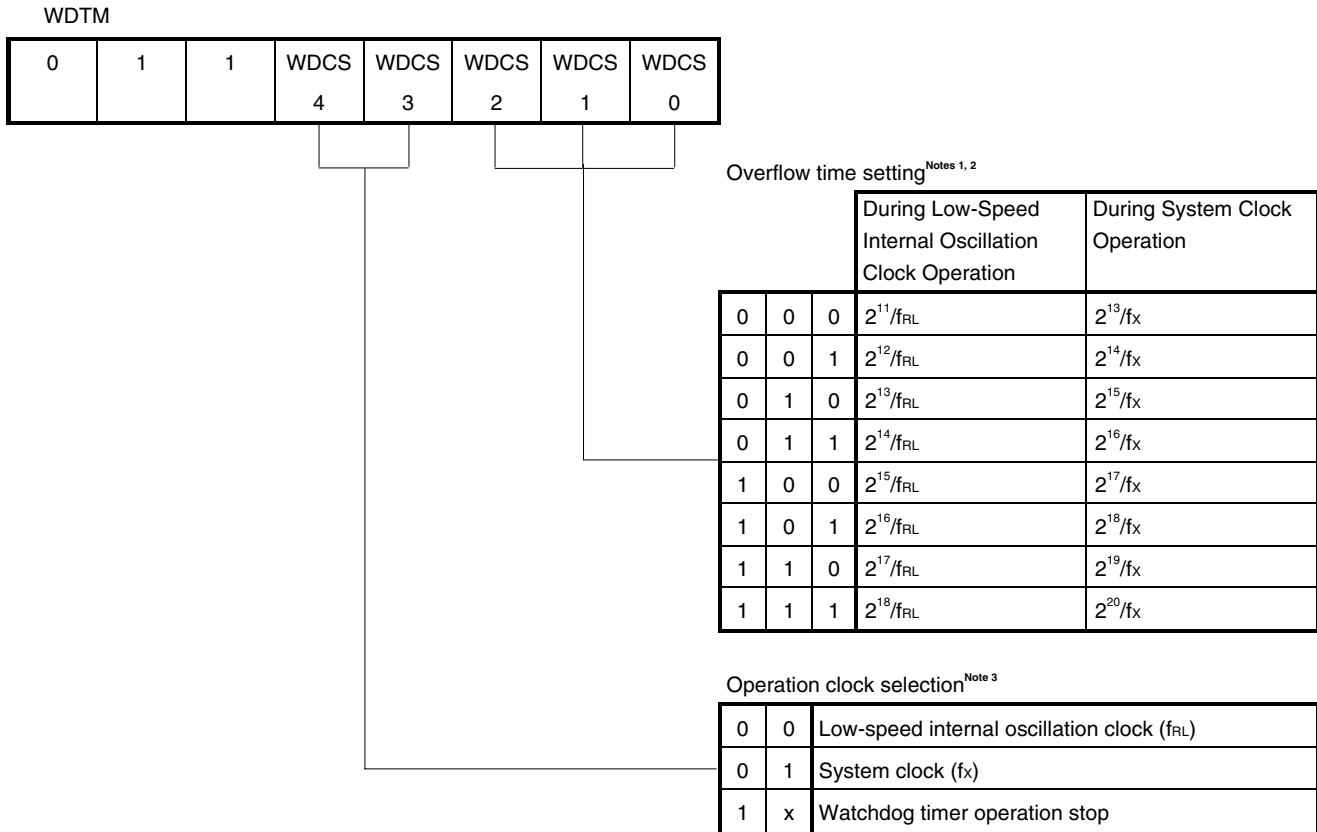 WDTM
0 1 1 WDCS WDCS WDCS WDCS WDCS
4 3 2 1 0
Overflow time setting Notes 1, 2
During Low-Speed During System Clock
Internal Oscillation Operation
Clock Operation
0 0 0 2^11/fRL 2^13/fX
0 0 1 2^12/fRL 2^14/fX
0 1 0 2^13/fRL 2^15/fX
0 1 1 2^14/fRL 2^16/fX
1 0 0 2^15/fRL 2^17/fX
1 0 1 2^16/fRL 2^18/fX
1 1 0 2^17/fRL 2^19/fX
1 1 1 2^18/fRL 2^20/fX
Operation clock selection Note 3
0 0 Low-speed internal oscillation clock (fRL)
0 1 System clock (fX)
1 x Watchdog timer operation stop